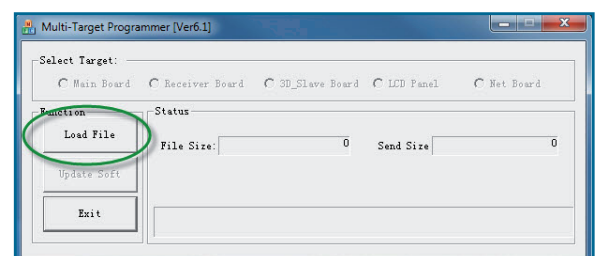 Multi-Target Programmer [Ver6.1]
Select Target:
Main Board Receiver Board 3D_Slave Board LCD Panel Net Board
Function Status
Load File
File Size: 0 Send Size 0
Update Soft
Exit